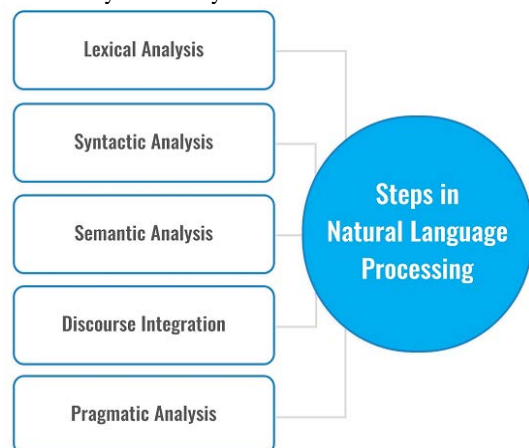 Lexical Analysis
Syntactic Analysis
Semantic Analysis
Discourse Integration
Pragmatic Analysis
Steps in
Natural Language
Processing